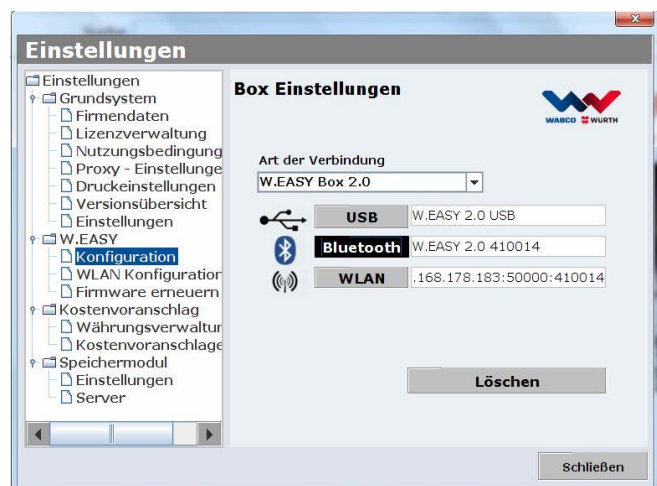 Einstellungen
Einstellungen
Grundsystem
Firmendaten
Lizenzverwaltung
Nutzungsbedingung
Proxy - Einstellunge
Druckeinstellungen
Versionsübersicht
Einstellungen
W.EASY
Konfiguration
WLAN Konfiguration
Firmware erneuern
Kostenvoranschlag
Währungsverwaltur
Kostenvoranschlage
Speichermodul
Einstellungen
Server
Box Einstellungen
WABCO WÜRTH
Art der Verbindung
W.EASY Box 2.0
USB W.EASY 2.0 USB
Bluetooth W.EASY 2.0 410014
WLAN .168.178.183:50000:410014
Löschen
Schließen